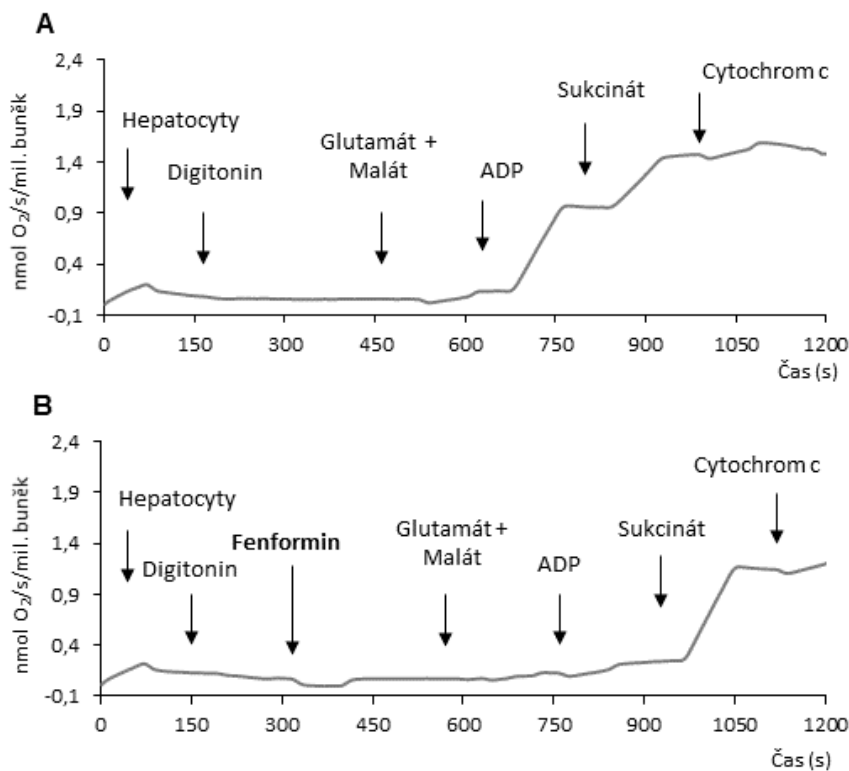 A
nmol O₂/s/mil. buněk
2,4
1,9
1,4
0,9
0,4
-0,1
Hepatocyty
Digitonin
Glutamát +
Malát
ADP
Sukcinát
Cytochrom c
0 150 300 450 600 750 900 1050 1200
Čas (s)
B
nmol O₂/s/mil. buněk
2,4
1,9
1,4
0,9
0,4
-0,1
Hepatocyty
Digitonin
Fenformin
Glutamát +
Malát
ADP
Sukcinát
Cytochrom c
0 150 300 450 600 750 900 1050 1200
Čas (s)